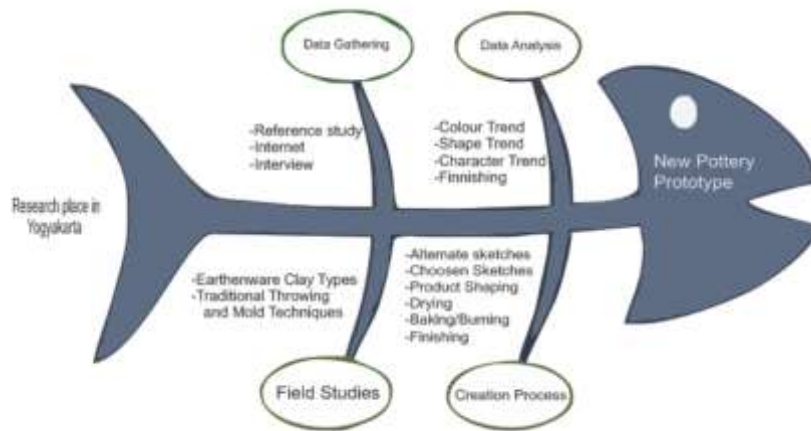 Data Gathering
Data Analysis
-Reference study
-Internet
-Interview
-Colour Trend
-Shape Trend
-Character Trend
-Finnishing
New Pottery
Prototype
Research place in
Yogyakarta
-Earthenware Clay Types
-Traditional Throwing
and Mold Techniques
-Alternate sketches
-Choosen Sketches
-Product Shaping
-Drying
-Baking/Burning
-Finishing
Field Studies
Creation Process